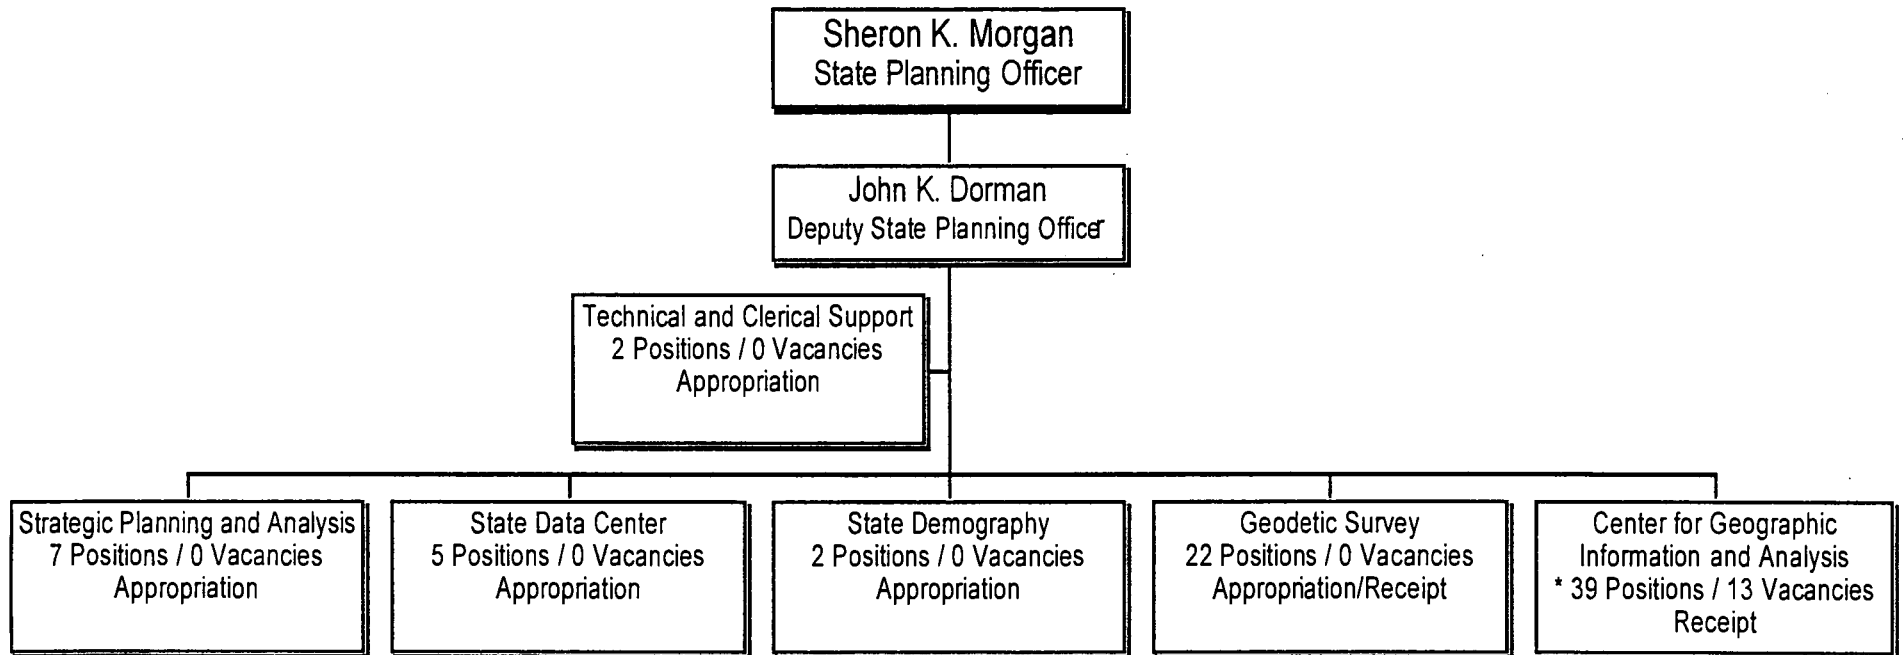 Sheron K. Morgan
State Planning Officer
John K. Dorman
Deputy State Planning Officer
Technical and Clerical Support
2 Positions / 0 Vacancies
Appropriation
Strategic Planning and Analysis
7 Positions / 0 Vacancies
Appropriation
State Data Center
5 Positions / 0 Vacancies
Appropriation
State Demography
2 Positions / 0 Vacancies
Appropriation
Geodetic Survey
22 Positions / 0 Vacancies
Appropriation/Receipt
Center for Geographic
Information and Analysis
* 39 Positions / 13 Vacancies
Receipt